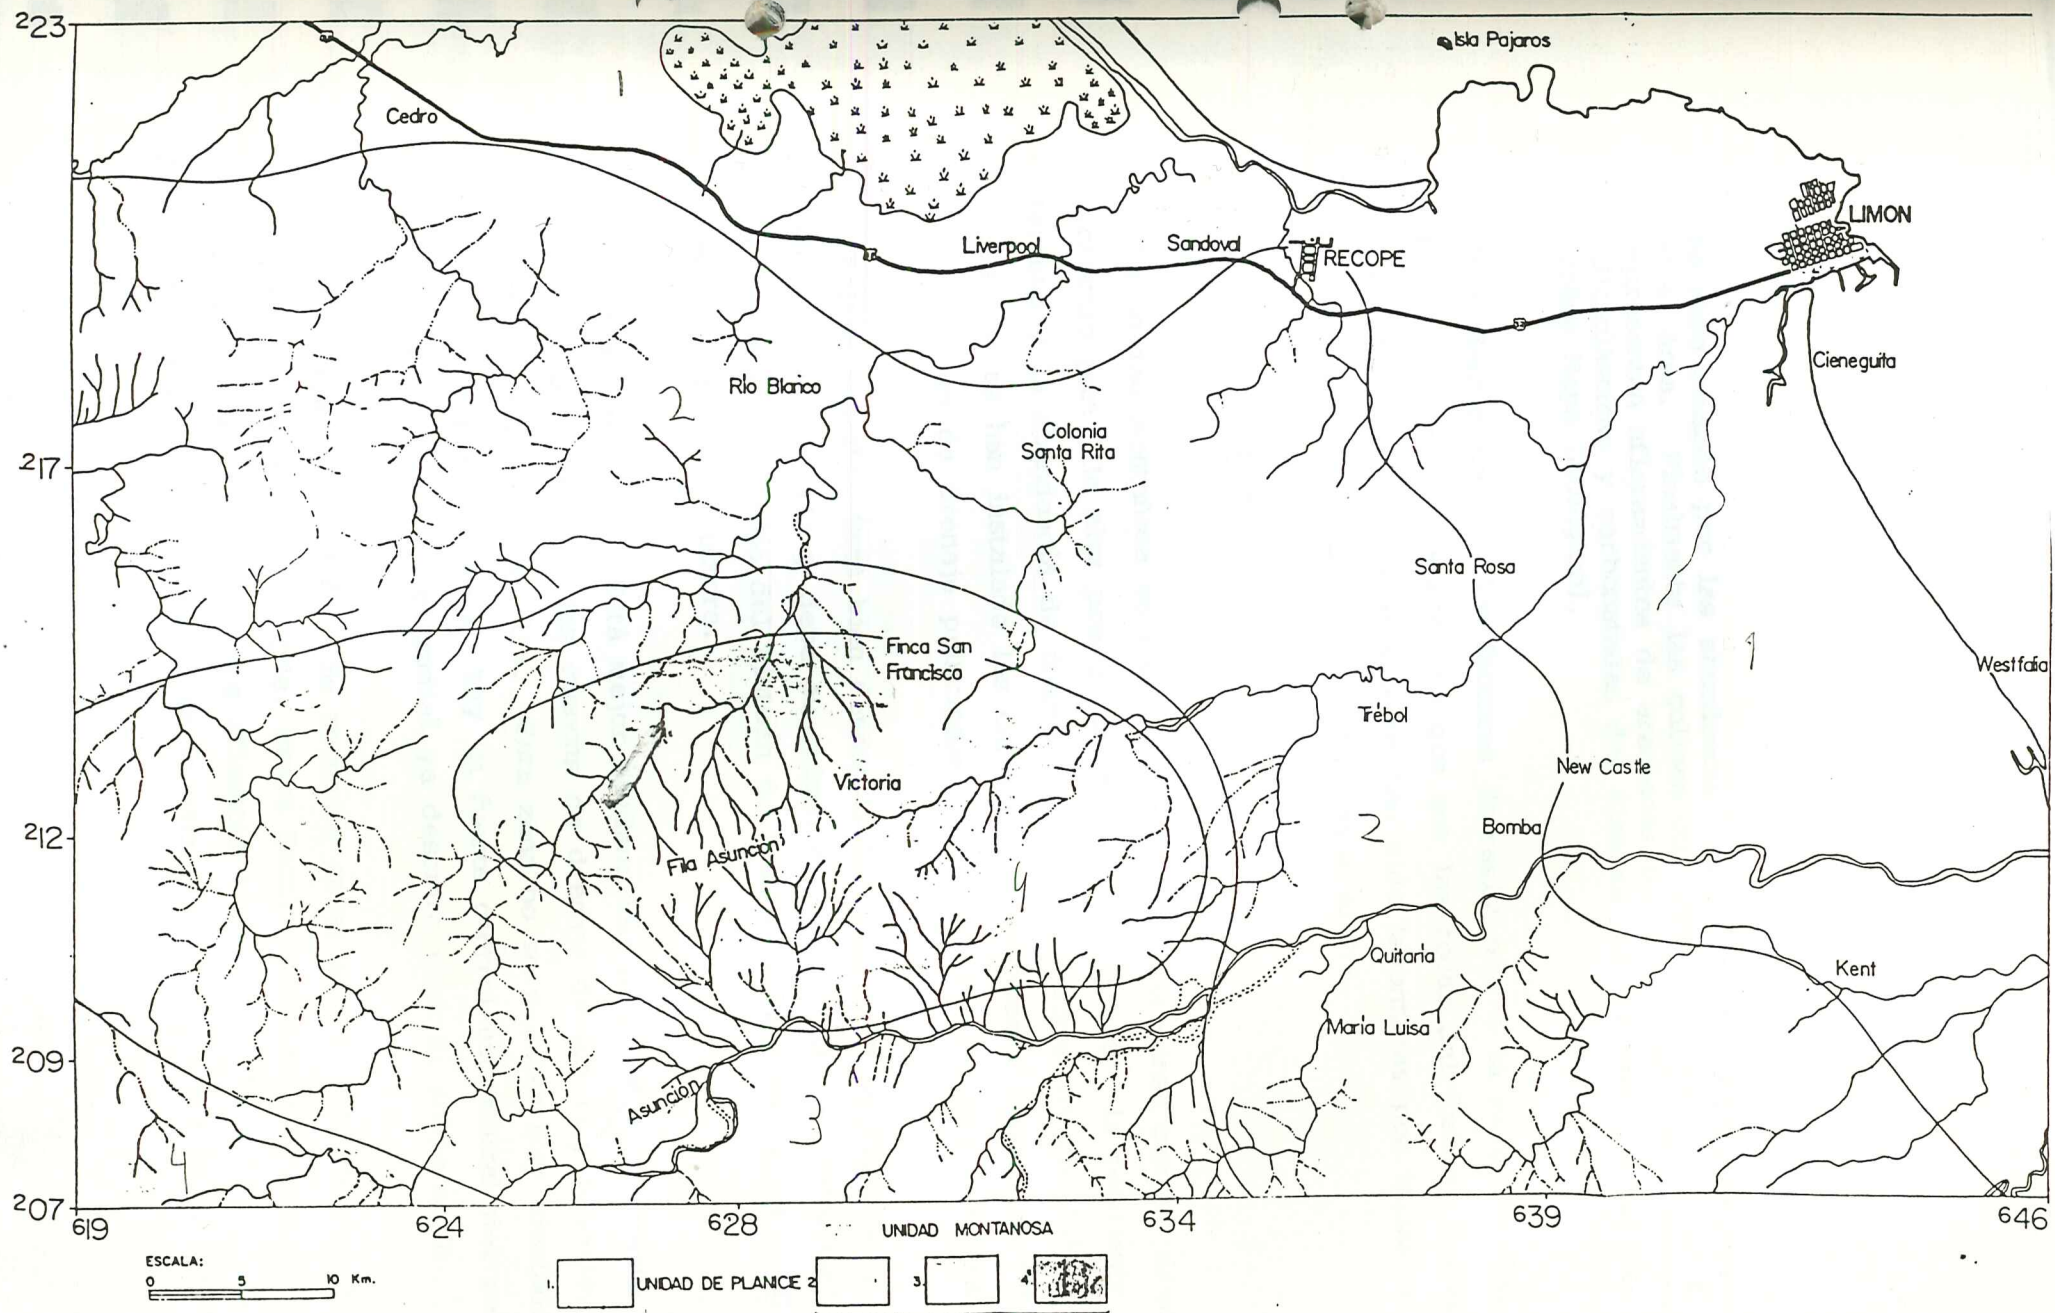 223
Isla Pajaros
1
Cedro
LIMON
Liverpool
Sandoval
RECOPE
Cieneguita
Río Blanco
2
Colonia
Santa Rita
217
Santa Rosa
Finca San
Francisco
1
Westfalia
Trébol
New Castle
Victoria
212
2
Bomba
Fila Asunción
4
Quitaría
Kent
María Luisa
209
Asunción
3
4
207
619
624
628
634
639
646
UNIDAD MONTANOSA
ESCALA:
0 5 10 Km.
1. UNIDAD DE PLANICE 2 3. 4.